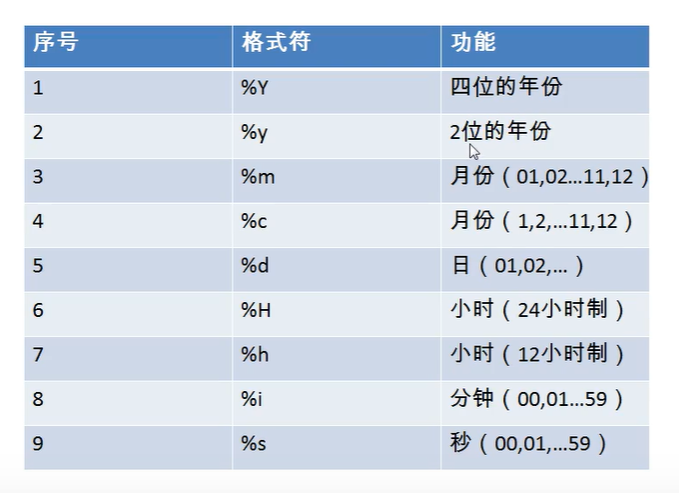 序号 格式符 功能
1 %Y 四位的年份
2 %y 2位的年份
3 %m 月份（01,02...11,12）
4 %c 月份（1,2,...11,12）
5 %d 日（01,02,...）
6 %H 小时（24小时制）
7 %h 小时（12小时制）
8 %i 分钟（00,01...59）
9 %s 秒（00,01,...59）